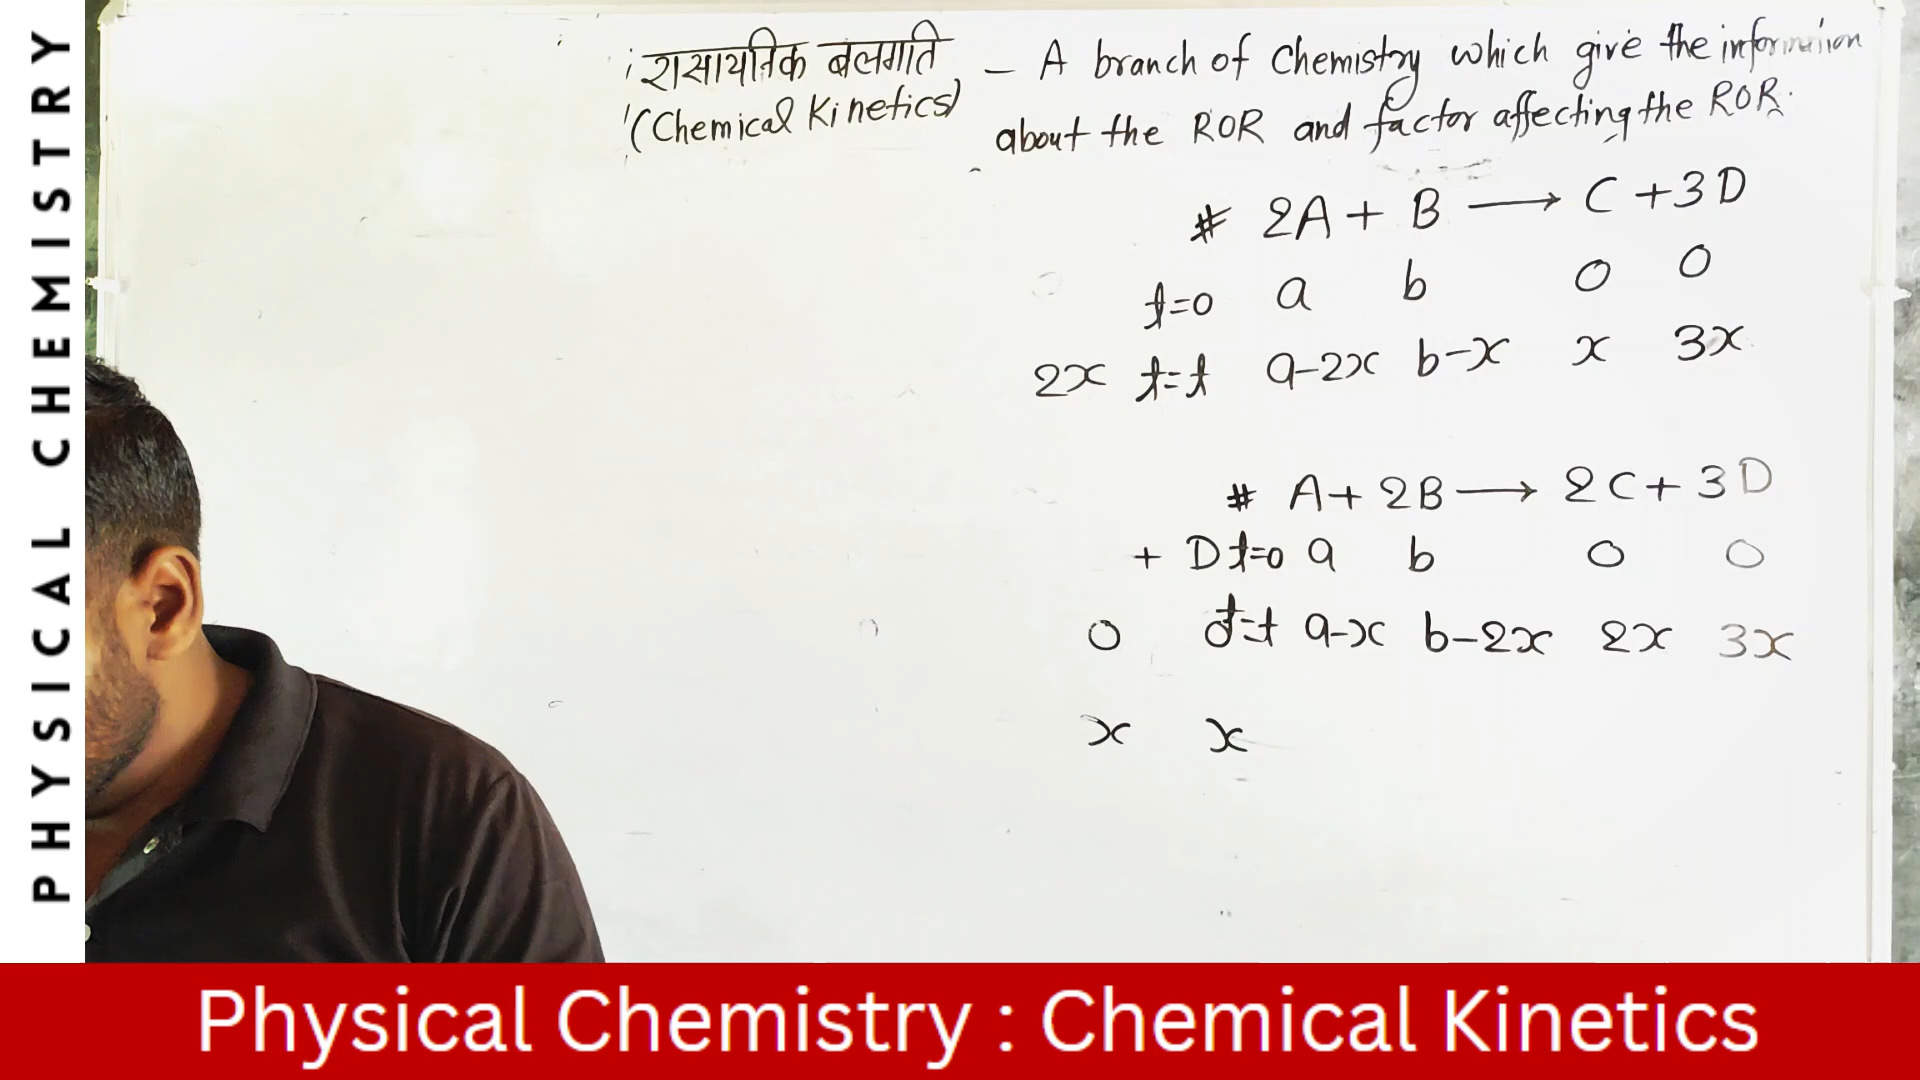 PHYSICAL CHEMISTRY
रासायनिक बलगति
(Chemical Kinetics)
– A branch of Chemistry which give the information
about the ROR and factor affecting the ROR.
# 2A + B ⟶ C + 3D
t=0 a b 0 0
2x t=t a-2x b-x x 3x
# A + 2B ⟶ 2C + 3D
+ D t=0 a b 0 0
0 t=t a-x b-2x 2x 3x
x x
Physical Chemistry : Chemical Kinetics